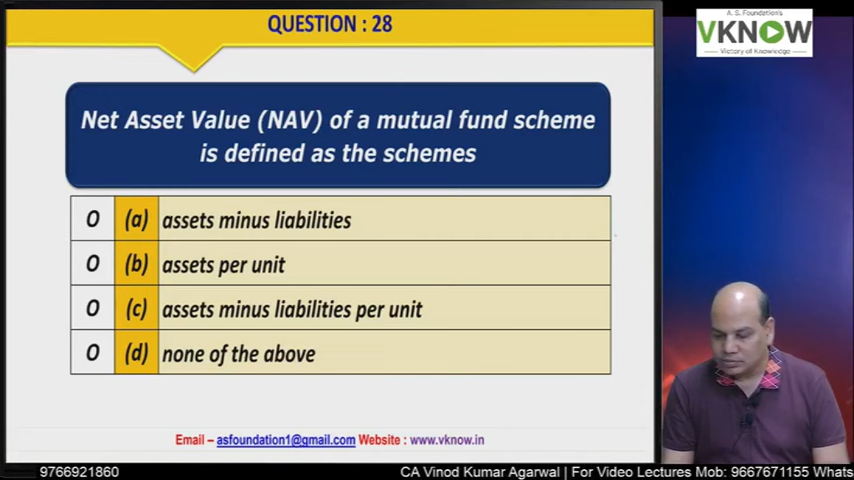 QUESTION : 28
A. S. Foundation's
VKNOW
Victory of Knowledge
Net Asset Value (NAV) of a mutual fund scheme
is defined as the schemes
O (a) assets minus liabilities
O (b) assets per unit
O (c) assets minus liabilities per unit
O (d) none of the above
Email – asfoundation1@gmail.com Website : www.vknow.in
9766921860 CA Vinod Kumar Agarwal | For Video Lectures Mob: 9667671155 Whats